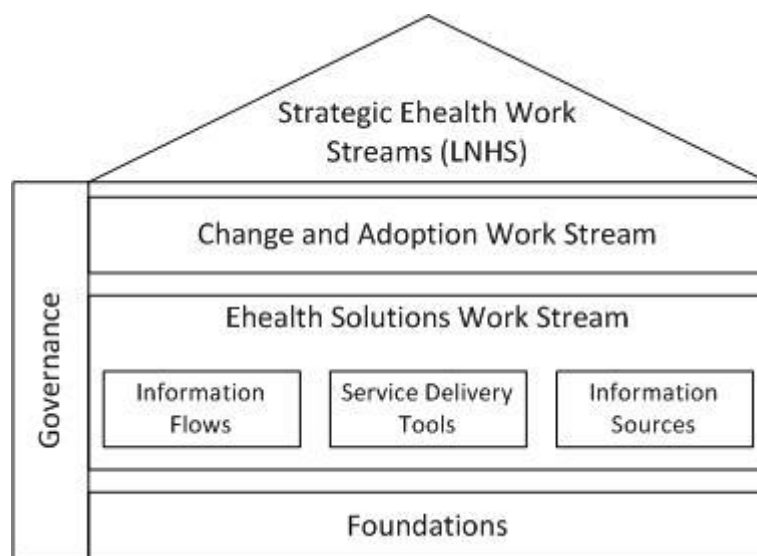 Strategic Ehealth Work
Streams (LNHS)
Governance
Change and Adoption Work Stream
Ehealth Solutions Work Stream
Information
Flows
Service Delivery
Tools
Information
Sources
Foundations